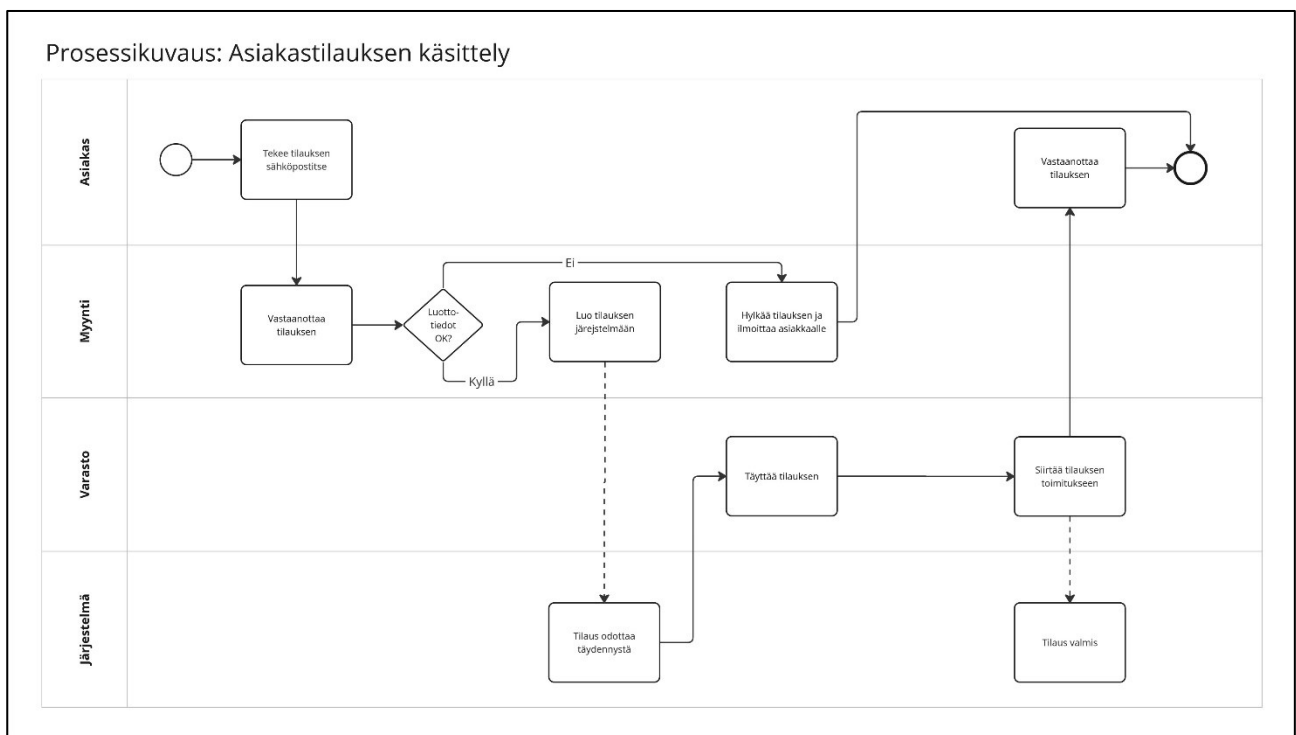 Prosessikuvaus: Asiakastilauksen käsittely
Asiakas
Tekee tilauksen
sähköpostitse
Vastaanottaa
tilauksen
Myynti
Vastaanottaa
tilauksen
Luotto-
tiedot
OK?
Ei
Kyllä
Luo tilauksen
järejstelmään
Hylkää tilauksen ja
ilmoittaa asiakkaalle
Varasto
Täyttää tilauksen
Siirtää tilauksen
toimitukseen
Järjestelmä
Tilaus odottaa
täydennystä
Tilaus valmis